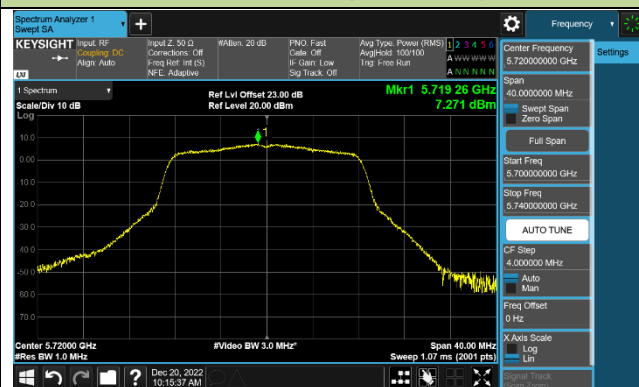 Spectrum Analyzer 1
Swept SA
+
Frequency
KEYSIGHT
Input: RF
Coupling: DC
Align: Auto
Input Z: 50 Ω
Corrections: Off
Freq Ref: Int (S)
NFE: Adaptive
#Atten: 20 dB
PNO: Fast
Gate: Off
IF Gain: Low
Sig Track: Off
Avg Type: Power (RMS)
Avg|Hold: 100/100
Trig: Free Run
1 2 3 4 5 6
A W W W W W
A N N N N N
LXI
1 Spectrum
Scale/Div 10 dB
Log
Ref Lvl Offset 23.00 dB
Ref Level 20.00 dBm
Mkr1 5.719 26 GHz
7.271 dBm
1
10.0
0.00
-10.0
-20.0
-30.0
-40.0
-50.0
-60.0
-70.0
Center 5.72000 GHz
#Res BW 1.0 MHz
#Video BW 3.0 MHz*
Span 40.00 MHz
Sweep 1.07 ms (2001 pts)
Dec 20, 2022
10:15:37 AM
?
Center Frequency
5.720000000 GHz
Settings
Span
40.0000000 MHz
Swept Span
Zero Span
Full Span
Start Freq
5.700000000 GHz
Stop Freq
5.740000000 GHz
AUTO TUNE
CF Step
4.000000 MHz
Auto
Man
Freq Offset
0 Hz
X Axis Scale
Log
Lin
Signal Track
(Span Zoom)